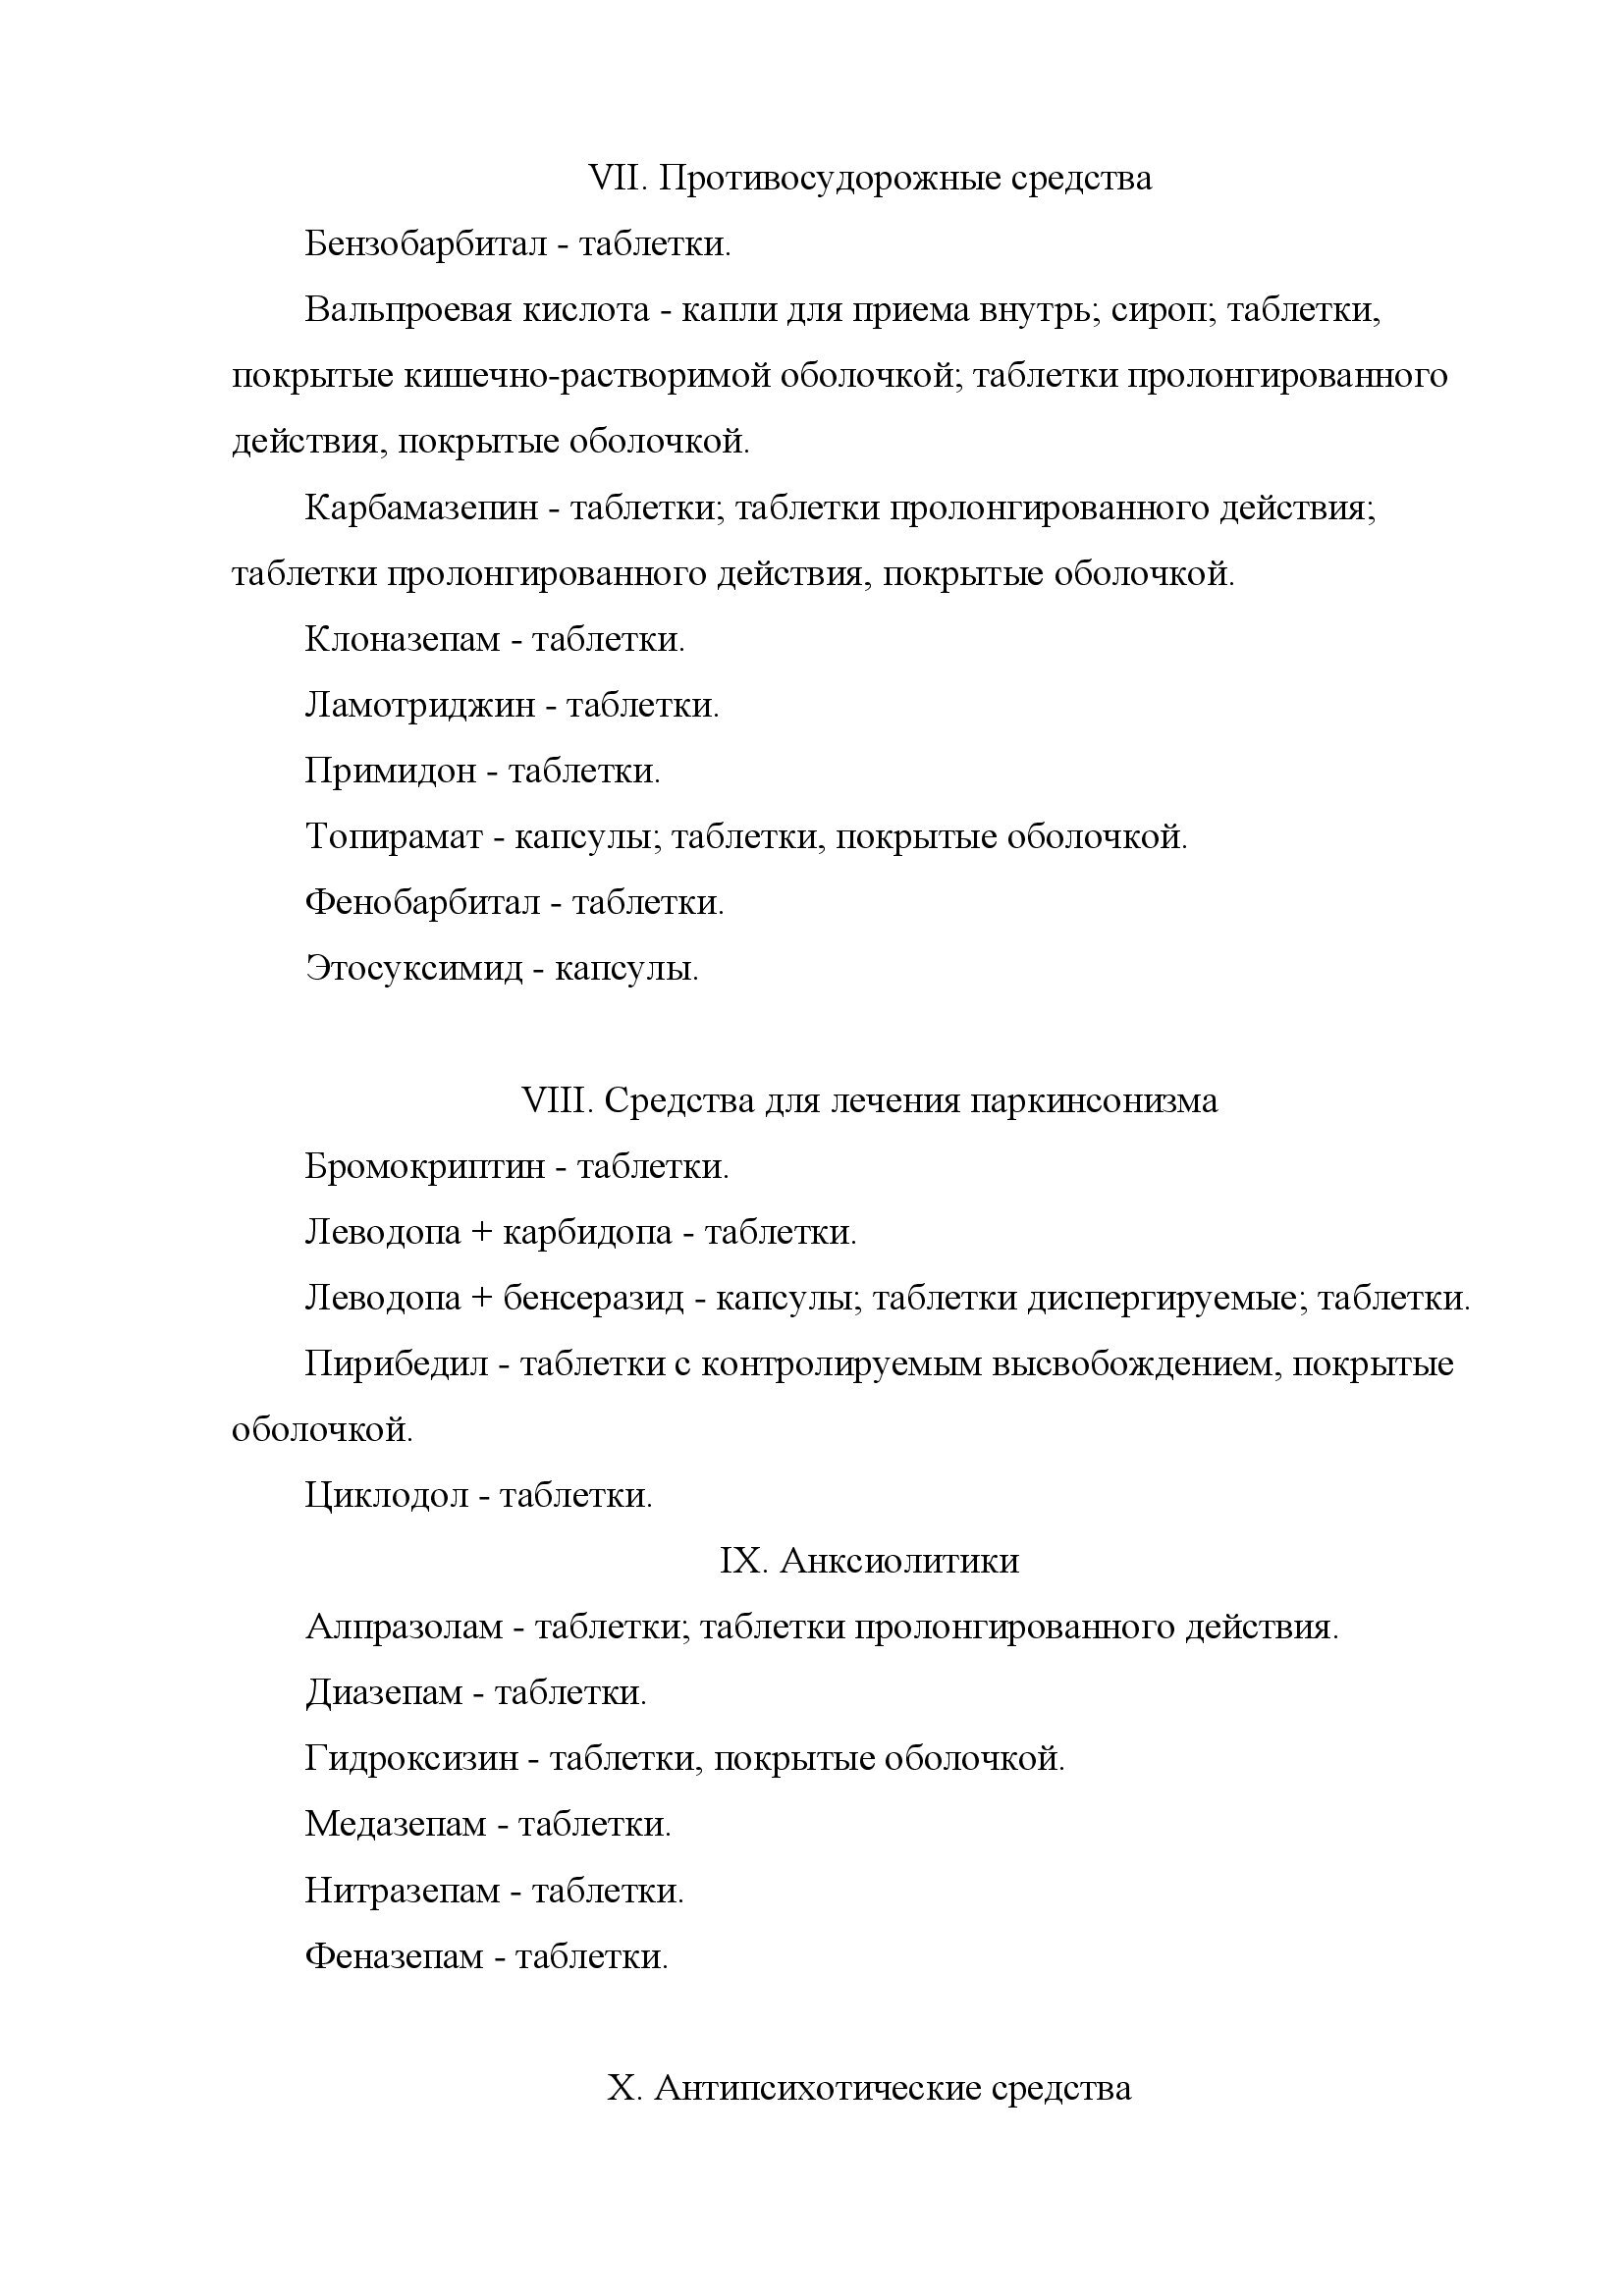 VII. Противосудорожные средства
Бензобарбитал - таблетки.
Вальпроевая кислота - капли для приема внутрь; сироп; таблетки,
покрытые кишечно-растворимой оболочкой; таблетки пролонгированного
действия, покрытые оболочкой.
Карбамазепин - таблетки; таблетки пролонгированного действия;
таблетки пролонгированного действия, покрытые оболочкой.
Клоназепам - таблетки.
Ламотриджин - таблетки.
Примидон - таблетки.
Топирамат - капсулы; таблетки, покрытые оболочкой.
Фенобарбитал - таблетки.
Этосуксимид - капсулы.
VIII. Средства для лечения паркинсонизма
Бромокриптин - таблетки.
Леводопа + карбидопа - таблетки.
Леводопа + бенсеразид - капсулы; таблетки диспергируемые; таблетки.
Пирибедил - таблетки с контролируемым высвобождением, покрытые
оболочкой.
Циклодол - таблетки.
IX. Анксиолитики
Алпразолам - таблетки; таблетки пролонгированного действия.
Диазепам - таблетки.
Гидроксизин - таблетки, покрытые оболочкой.
Медазепам - таблетки.
Нитразепам - таблетки.
Феназепам - таблетки.
X. Антипсихотические средства